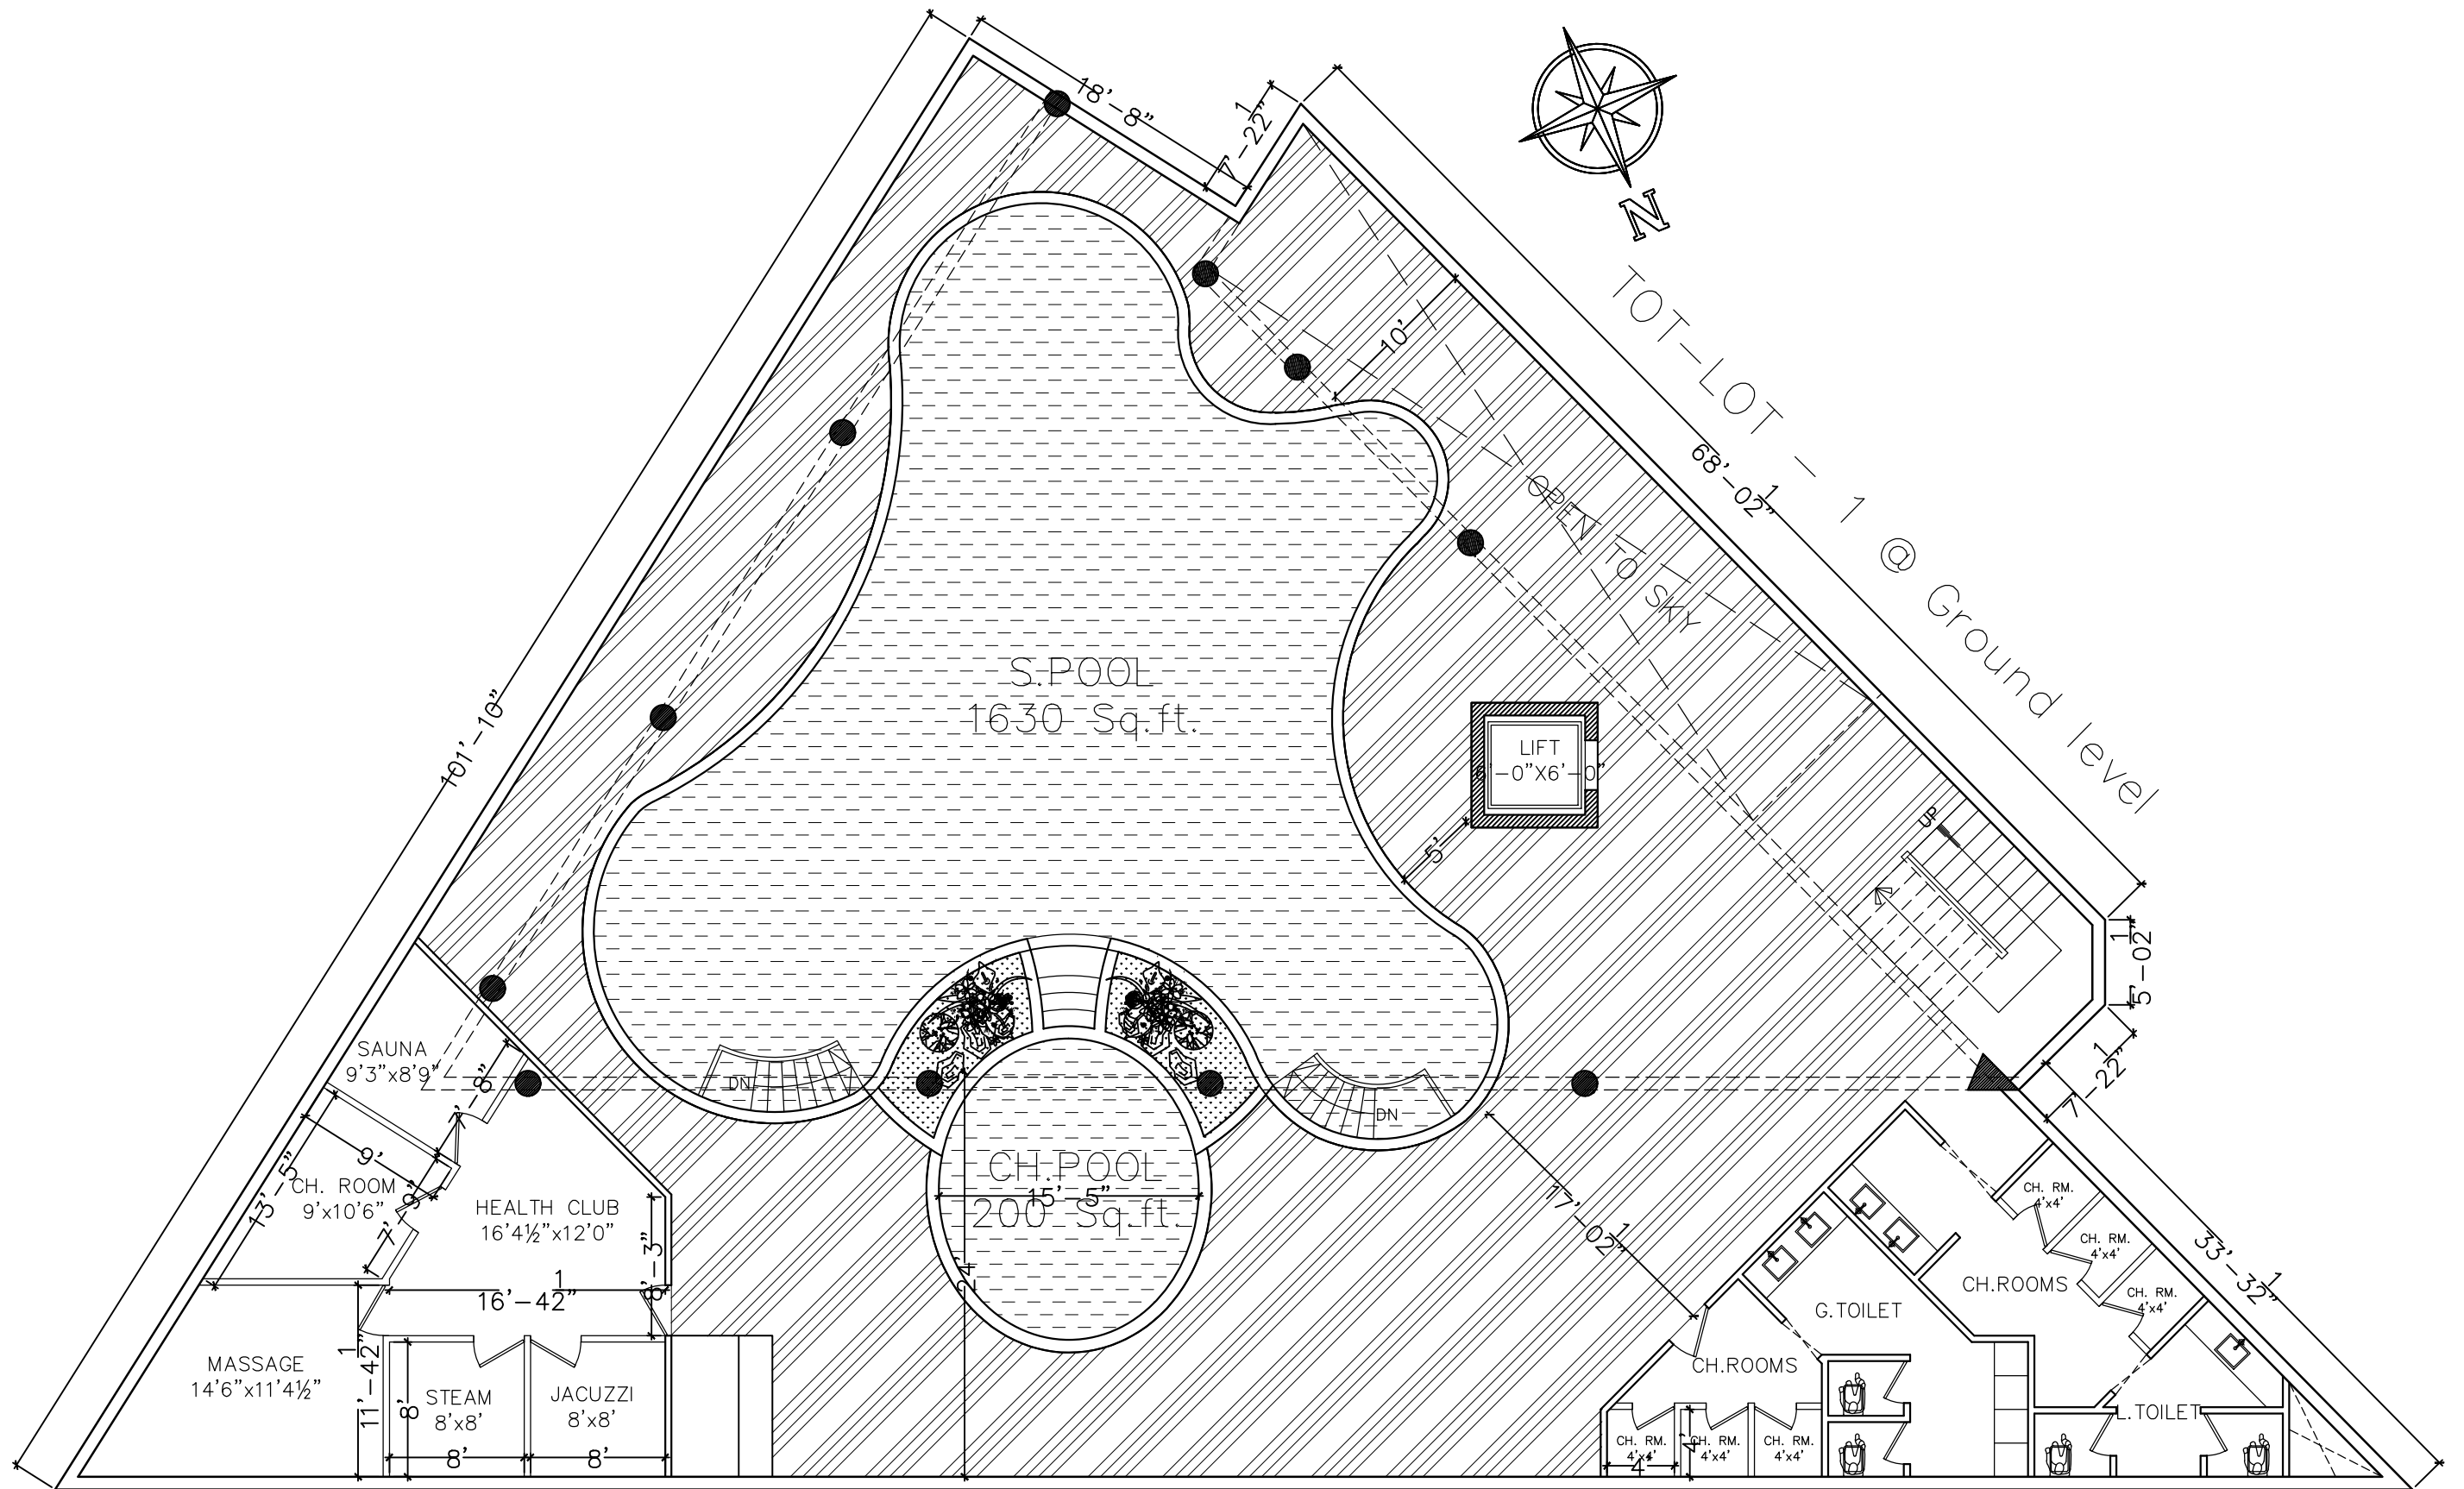 18'-8"
7'-2½"
N
TOT-LOT - 1 @ Ground level
10'
68'-0½"
OPEN TO SKY
S.POOL
1630 Sq.ft.
101'-10"
LIFT
6'-0"X6'-0"
5'
UP
5'-0½"
SAUNA
9'3"x8'9"
7'-8"
DN
DN
7'-2½"
9'
13'-5"
CH. ROOM
9'x10'6"
HEALTH CLUB
16'4½"x12'0"
CH.POOL
200 Sq.ft.
15'-5"
17'-0½"
CH. RM.
4'x4'
CH. RM.
4'x4'
CH. RM.
4'x4'
33'-3½"
CH.ROOMS
8'-3"
24'
16'-4½"
G.TOILET
11'-4½"
MASSAGE
14'6"x11'4½"
CH.ROOMS
STEAM
8'x8'
JACUZZI
8'x8'
8'
L.TOILET
CH. RM.
4'x4'
CH. RM.
4'x4'
CH. RM.
4'x4'
8'
8'
4'
4'